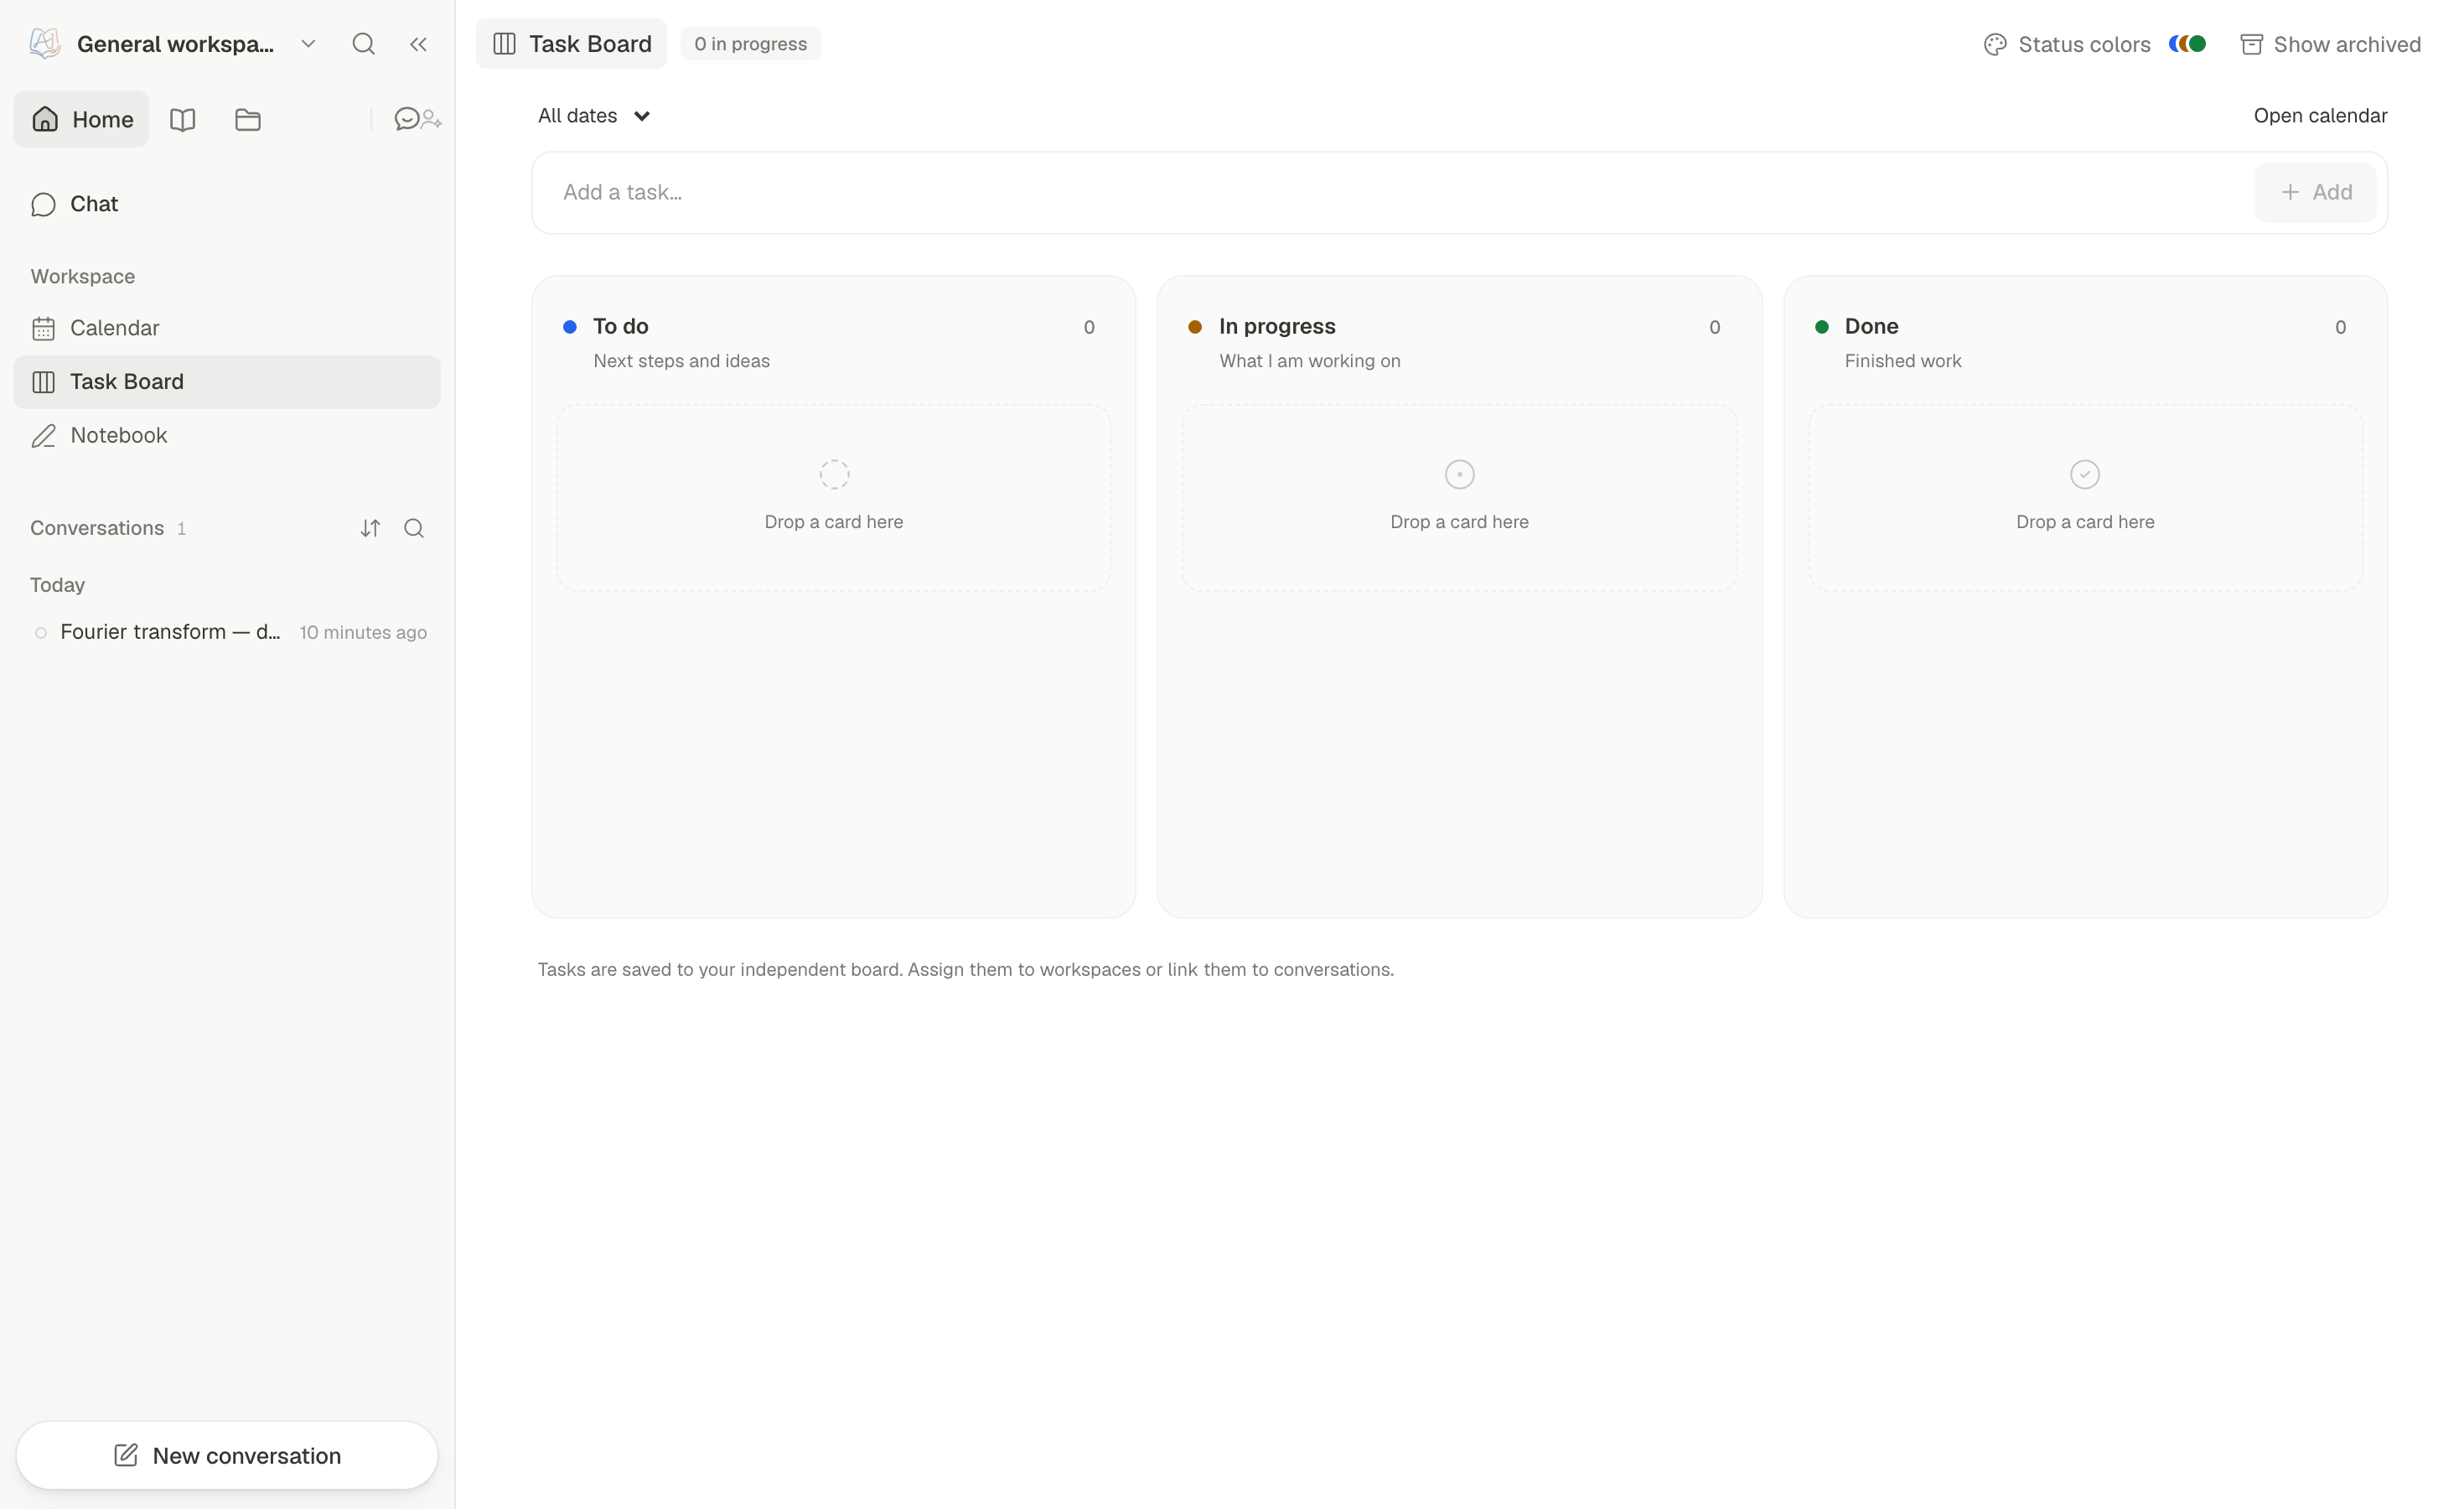 General workspa...
Home
Chat
Workspace
Calendar
Task Board
Notebook
Conversations 1
Today
Fourier transform — d... 10 minutes ago
New conversation
Task Board 0 in progress
Status colors Show archived
All dates Open calendar
Add a task...
+ Add
To do 0
Next steps and ideas
Drop a card here
In progress 0
What I am working on
Drop a card here
Done 0
Finished work
Drop a card here
Tasks are saved to your independent board. Assign them to workspaces or link them to conversations.